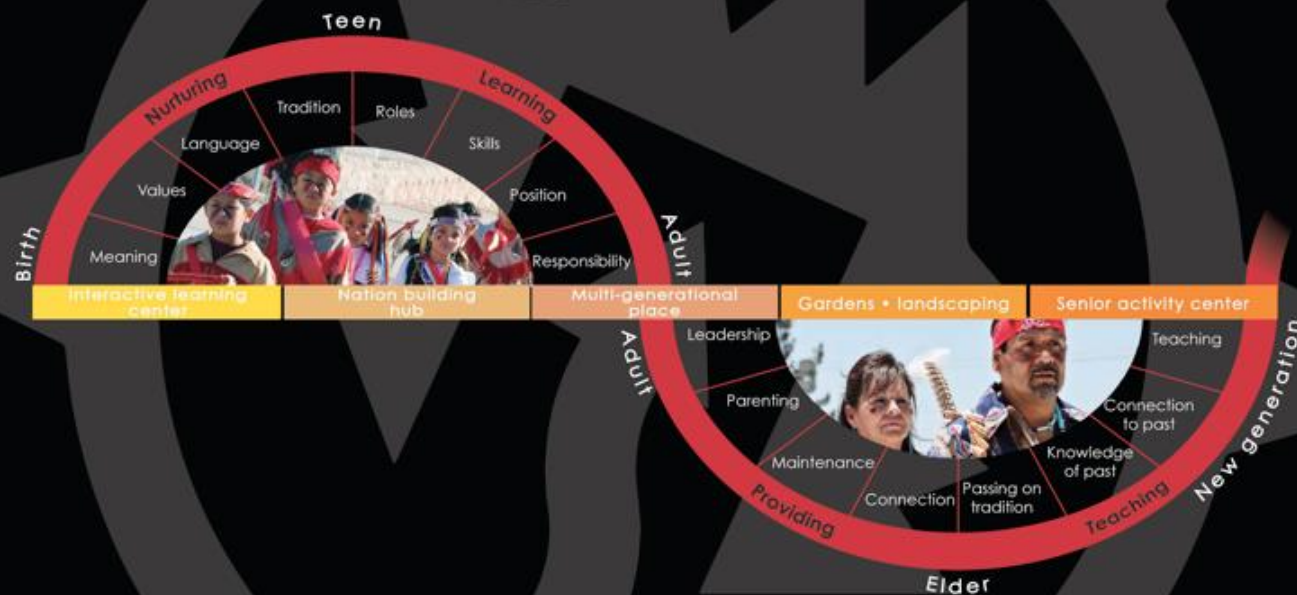 Teen
Nurturing
Learning
Tradition
Roles
Language
Skills
Values
Position
Birth
Meaning
Responsibility
Adult
Interactive learning
center
Nation building
hub
Multi-generational
place
Gardens • landscaping
Senior activity center
Adult
Leadership
Teaching
Parenting
Connection
to past
Maintenance
Knowledge
of past
Connection
Passing on
tradition
Providing
Teaching
New generation
Elder